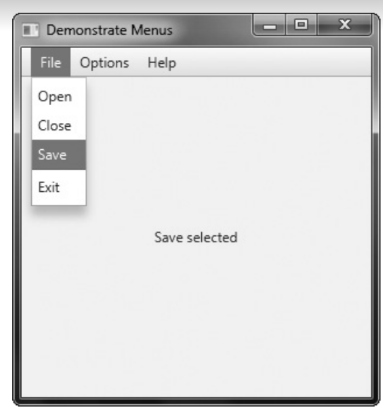 Demonstrate Menus
File Options Help
Open
Close
Save
Exit
Save selected